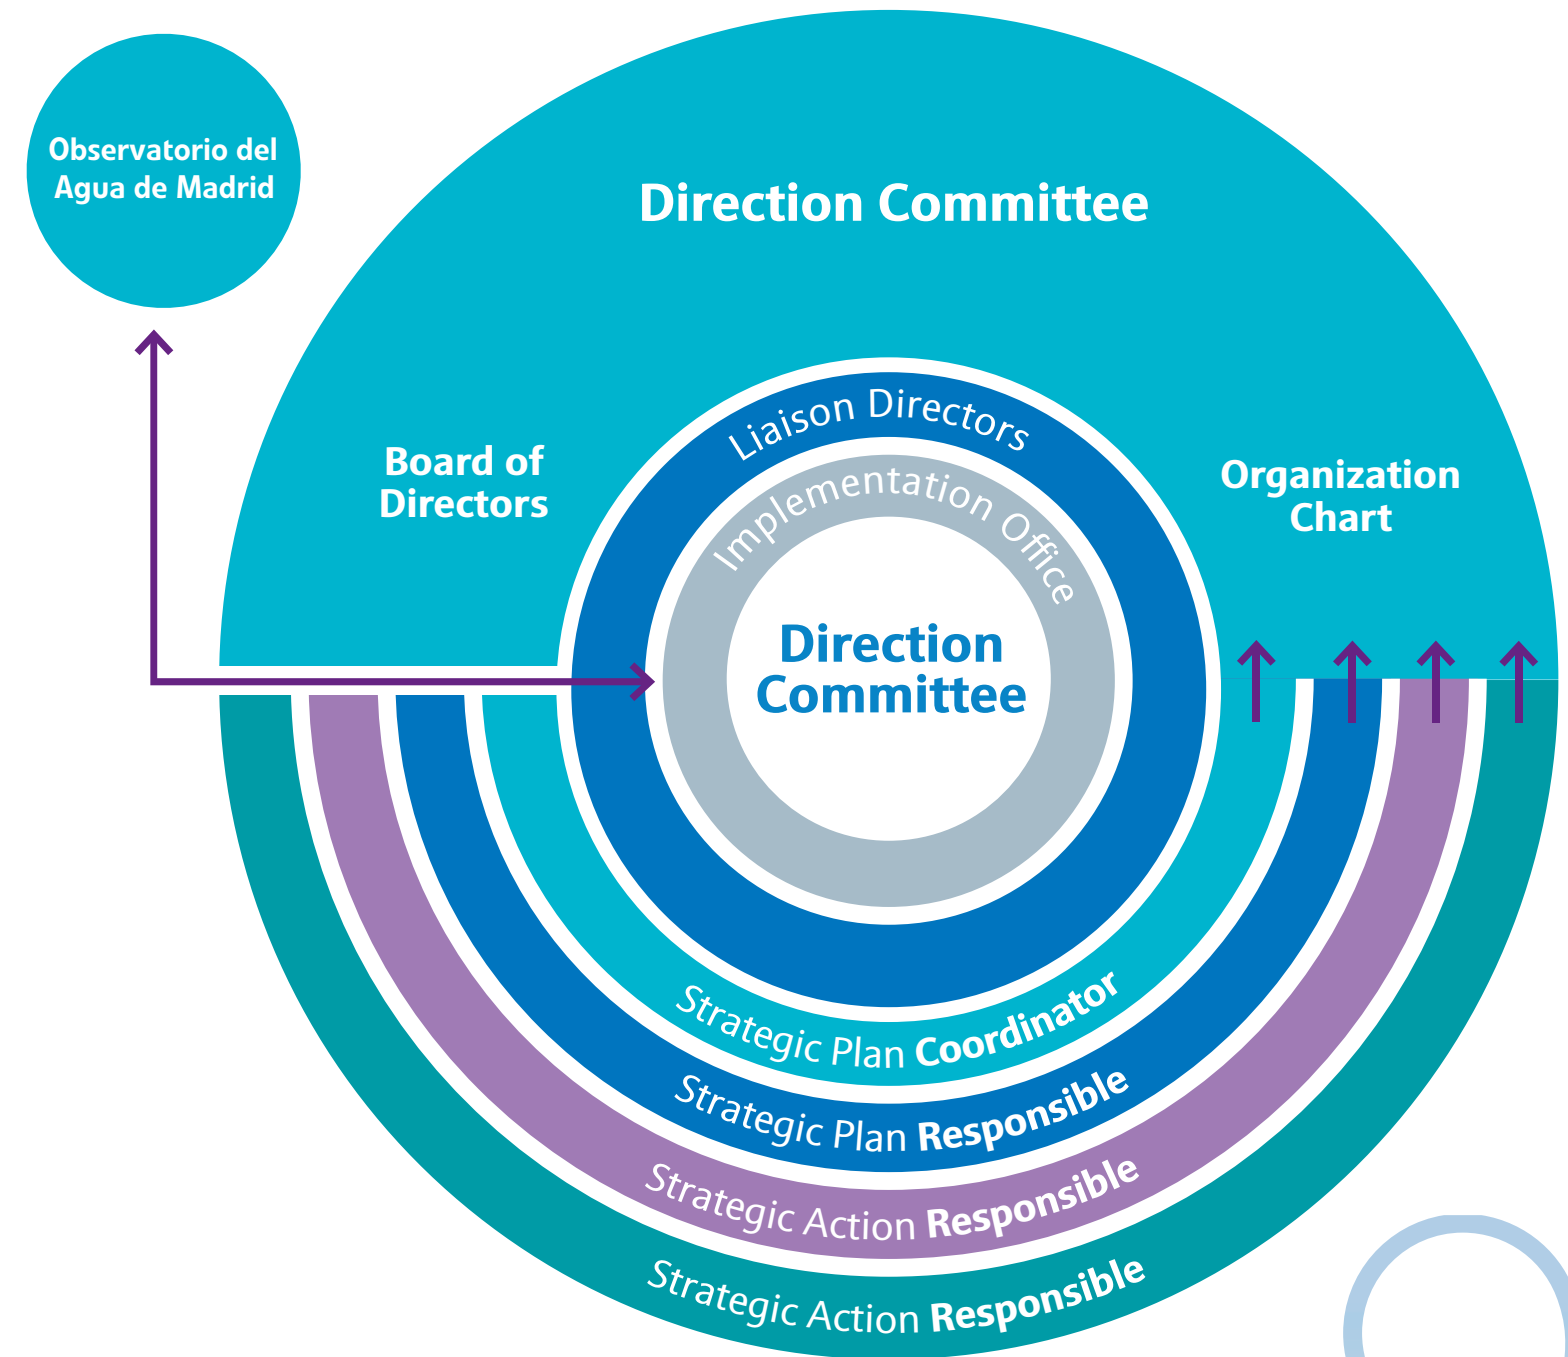 Observatorio del
Agua de Madrid
Direction Committee
Board of
Directors
Organization
Chart
Liaison Directors
Implementation Office
Direction
Committee
Strategic Plan Coordinator
Strategic Plan Responsible
Strategic Action Responsible
Strategic Action Responsible